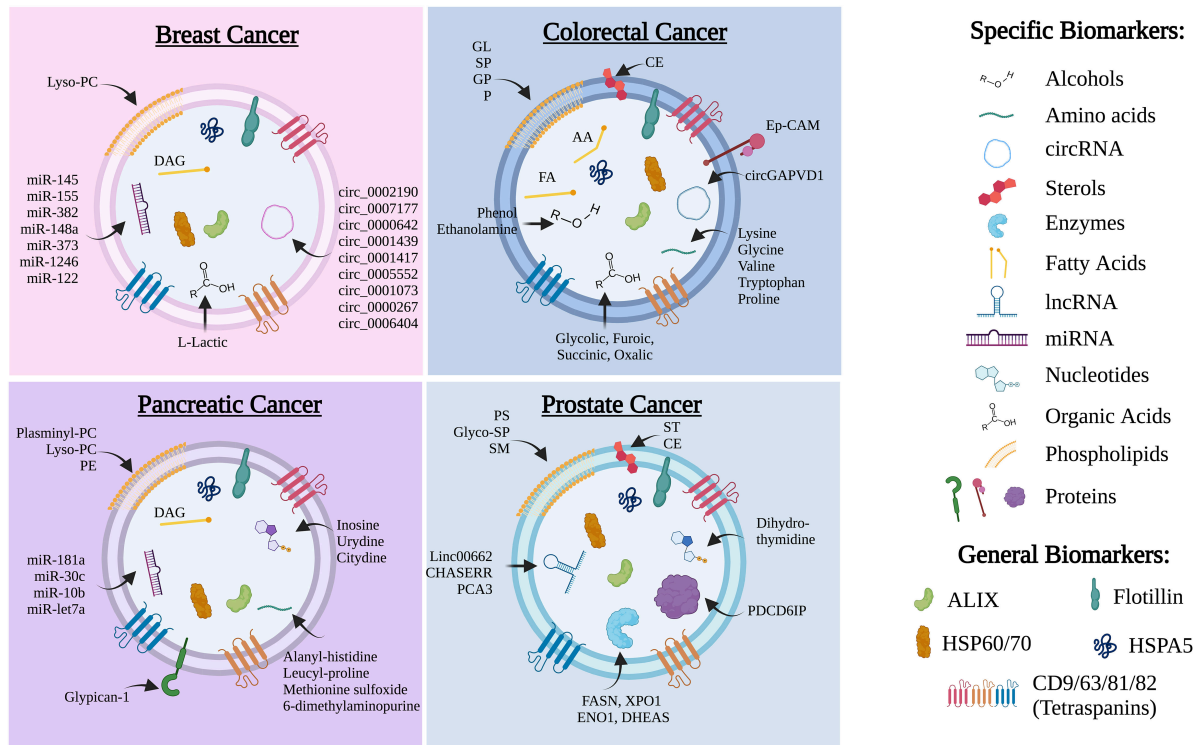 Breast Cancer
Lyso-PC
DAG
miR-145
miR-155
miR-382
miR-148a
miR-373
miR-1246
miR-122
circ_0002190
circ_0007177
circ_0000642
circ_0001439
circ_0001417
circ_0005552
circ_0001073
circ_0000267
circ_0006404
O
R
OH
L-Lactic
Colorectal Cancer
GL
SP
GP
P
CE
Ep-CAM
AA
FA
circGAPVD1
Phenol
Ethanolamine
R
O
H
Lysine
Glycine
Valine
Tryptophan
Proline
O
R
OH
Glycolic, Furoic,
Succinic, Oxalic
Pancreatic Cancer
Plasminyl-PC
Lyso-PC
PE
DAG
Inosine
Urydine
Citydine
miR-181a
miR-30c
miR-10b
miR-let7a
Glypican-1
Alanyl-histidine
Leucyl-proline
Methionine sulfoxide
6-dimethylaminopurine
Prostate Cancer
PS
Glyco-SP
SM
ST
CE
Dihydro-
thymidine
Linc00662
CHASERR
PCA3
PDCD6IP
FASN, XPO1
ENO1, DHEAS
Specific Biomarkers:
R
O
H
Alcohols
Amino acids
circRNA
Sterols
Enzymes
Fatty Acids
lncRNA
miRNA
Nucleotides
O
R
OH
Organic Acids
Phospholipids
Proteins
General Biomarkers:
ALIX
Flotillin
HSP60/70
HSPA5
CD9/63/81/82
(Tetraspanins)